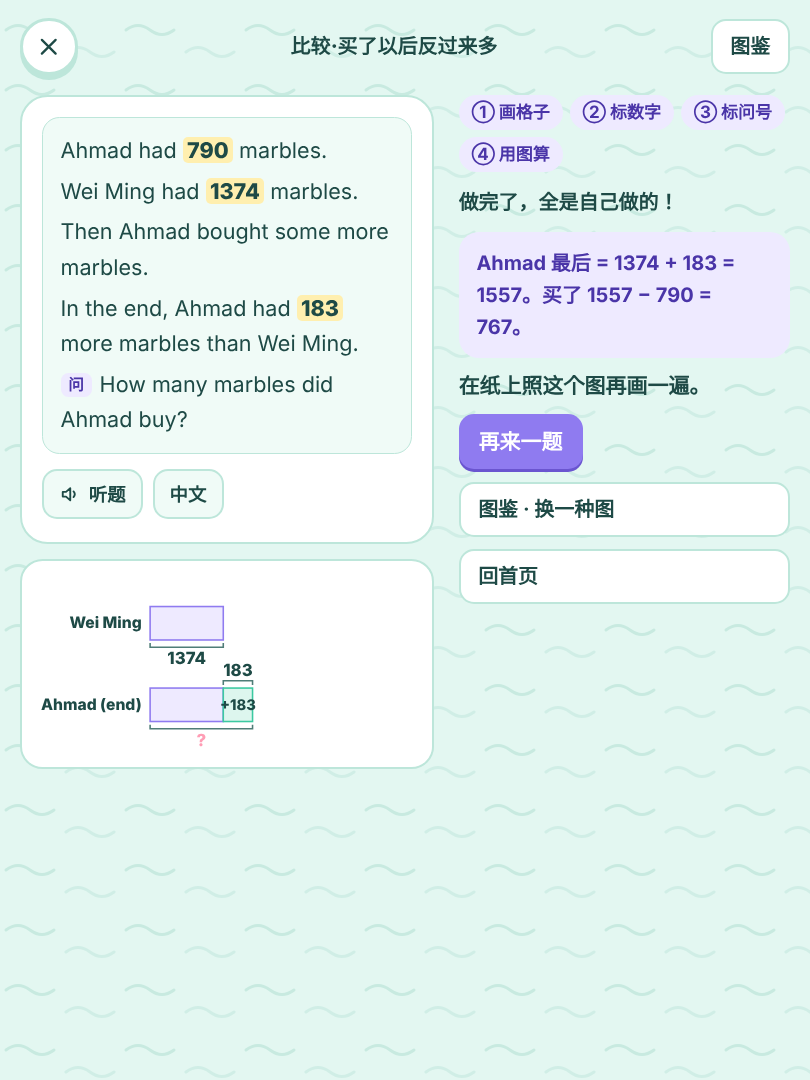 比较·买了以后反过来多
图鉴
Ahmad had 790 marbles.
Wei Ming had 1374 marbles.
Then Ahmad bought some more
marbles.
In the end, Ahmad had 183
more marbles than Wei Ming.
问 How many marbles did
Ahmad buy?
听题
中文
Wei Ming
1374
183
Ahmad (end)
+183
?
① 画格子
② 标数字
③ 标问号
④ 用图算
做完了，全是自己做的！
Ahmad 最后 = 1374 + 183 =
1557。买了 1557 − 790 =
767。
在纸上照这个图再画一遍。
再来一题
图鉴 · 换一种图
回首页